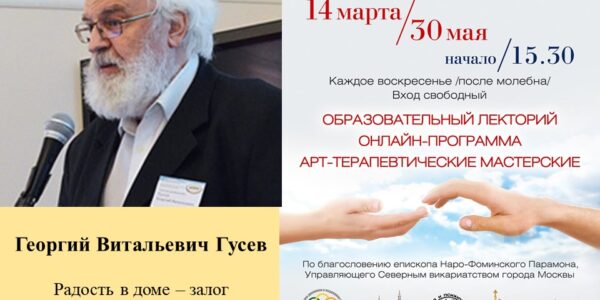 Георгий Витальевич Гусев
Радость в доме – залог
14 марта/30 мая
начало/15.30
Каждое воскресенье /после молебна/
Вход свободный
ОБРАЗОВАТЕЛЬНЫЙ ЛЕКТОРИЙ
ОНЛАЙН-ПРОГРАММА
АРТ-ТЕРАПЕВТИЧЕСКИЕ МАСТЕРСКИЕ
По благословению епископа Наро-Фоминского Парамона,
Управляющего Северным викариатством города Москвы